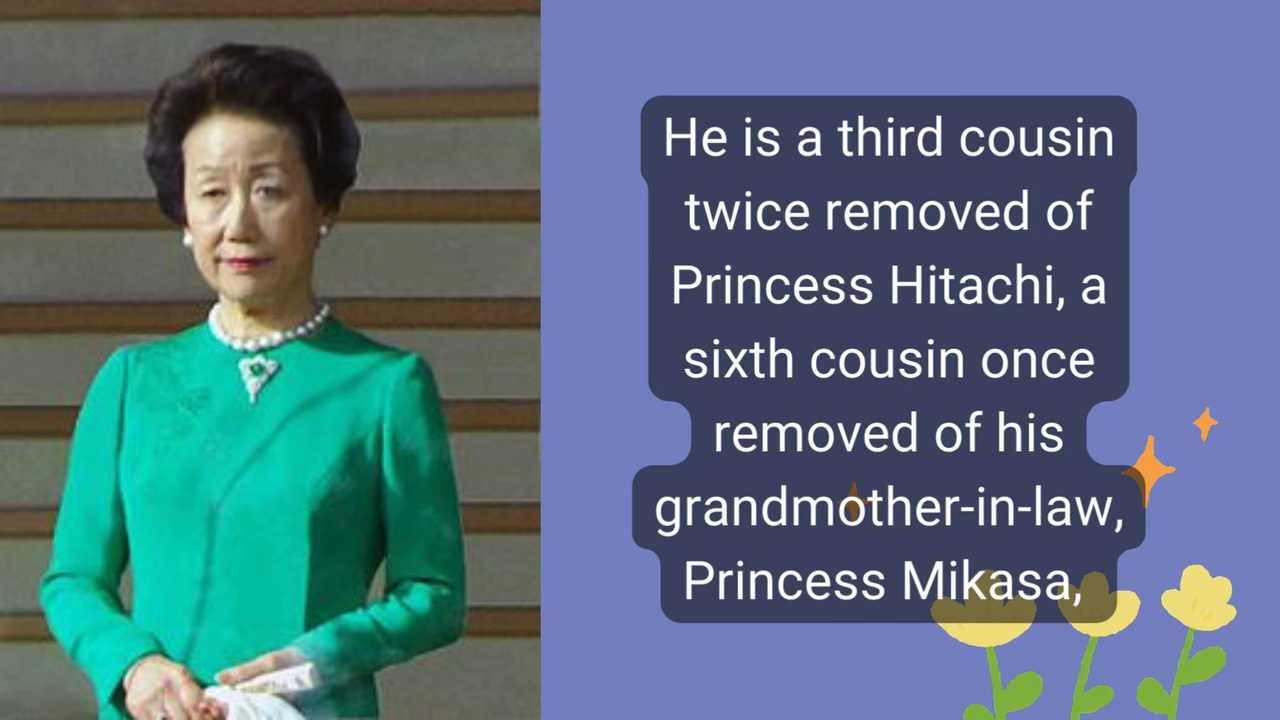 He is a third cousin
twice removed of
Princess Hitachi, a
sixth cousin once
removed of his
grandmother-in-law,
Princess Mikasa,